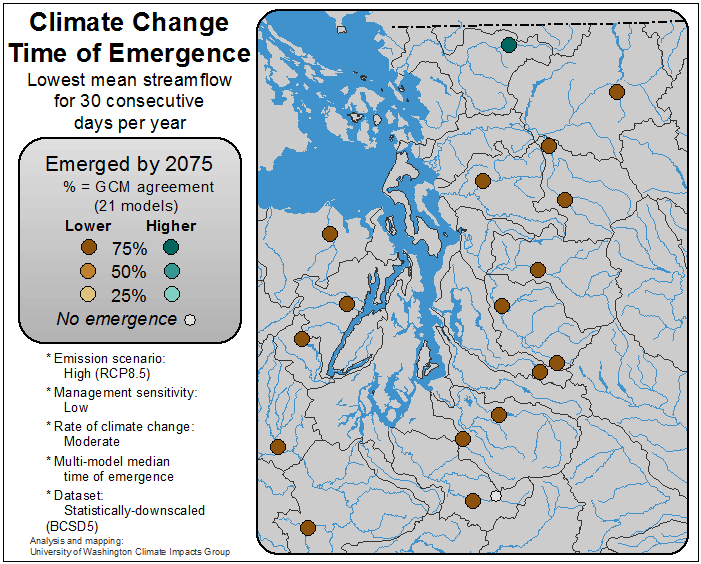 Climate Change
Time of Emergence
Lowest mean streamflow
for 30 consecutive
days per year
Emerged by 2075
% = GCM agreement
(21 models)
Lower Higher
75%
50%
25%
No emergence
* Emission scenario:
High (RCP8.5)
* Management sensitivity:
Low
* Rate of climate change:
Moderate
* Multi-model median
time of emergence
* Dataset:
Statistically-downscaled
(BCSD5)
Analysis and mapping:
University of Washington Climate Impacts Group